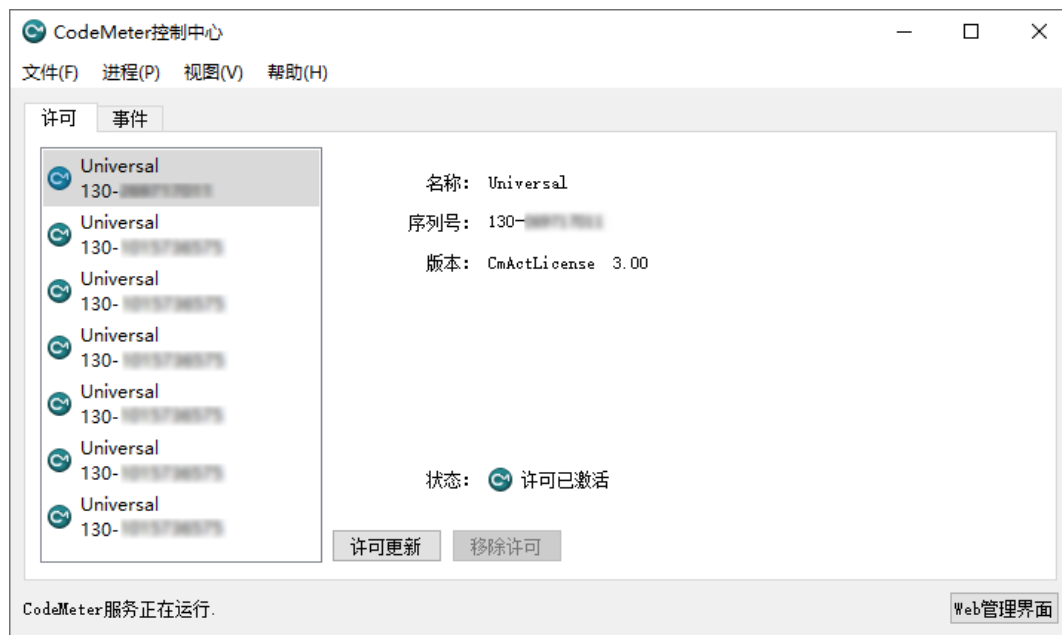 CodeMeter控制中心
文件(F) 进程(P) 视图(V) 帮助(H)
许可 事件
Universal
130-
Universal
130-
Universal
130-
Universal
130-
Universal
130-
Universal
130-
Universal
130-
名称: Universal
序列号: 130-
版本: CmActLicense 3.00
状态: 许可已激活
许可更新 移除许可
CodeMeter服务正在运行.
Web管理界面